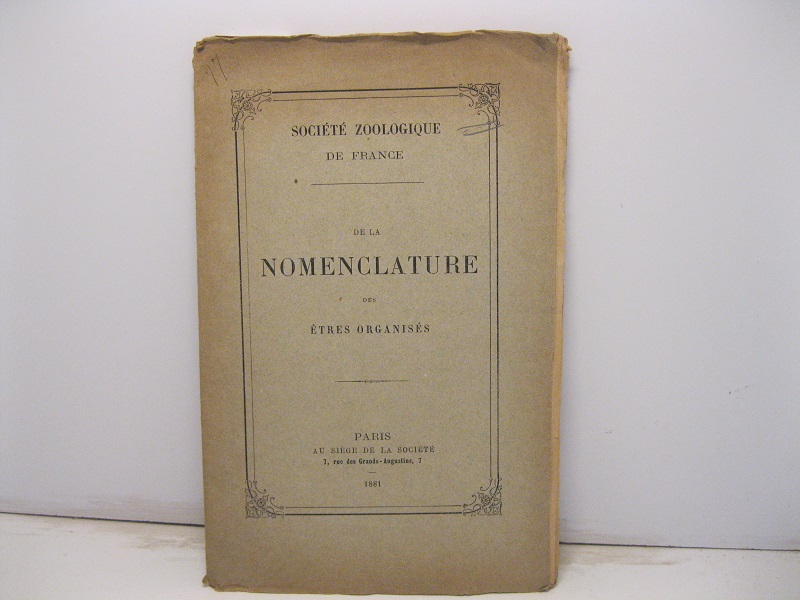 SOCIÉTÉ ZOOLOGIQUE
DE FRANCE
DE LA
NOMENCLATURE
DES
ÊTRES ORGANISÉS
PARIS
AU SIÈGE DE LA SOCIÉTÉ
7, rue des Grands-Augustins, 7
1881